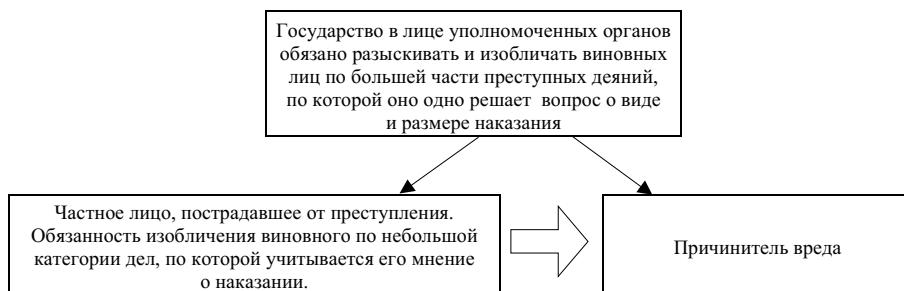 Государство в лице уполномоченных органов
обязано разыскивать и изобличать виновных
лиц по большей части преступных деяний,
по которой оно одно решает вопрос о виде
и размере наказания
Частное лицо, пострадавшее от преступления.
Обязанность изобличения виновного по небольшой
категории дел, по которой учитывается его мнение
о наказании.
Причинитель вреда